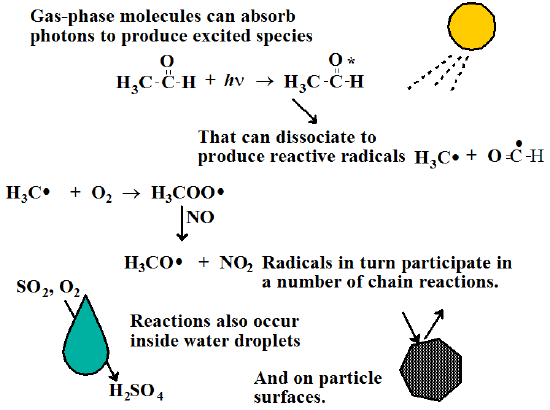 Gas-phase molecules can absorb
photons to produce excited species
O O *
H₃C-C-H + hν → H₃C-C-H
That can dissociate to
produce reactive radicals H₃C• + O-C-H
H₃C• + O₂ → H₃COO•
NO
H₃CO• + NO₂ Radicals in turn participate in
a number of chain reactions.
SO₂, O₂
Reactions also occur
inside water droplets
H₂SO₄
And on particle
surfaces.